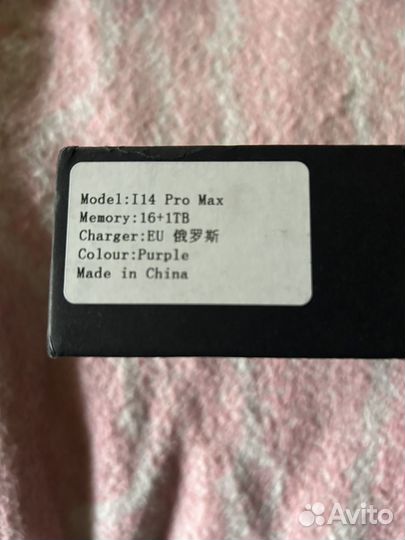 Model:I14 Pro Max
Memory:16+1TB
Charger:EU 俄罗斯
Colour:Purple
Made in China
Avito